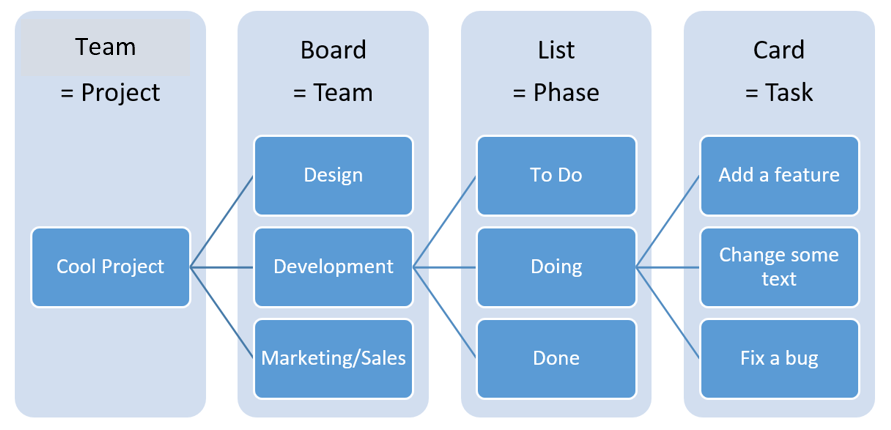 Team
= Project
Board
= Team
List
= Phase
Card
= Task
Cool Project
Design
Development
Marketing/Sales
To Do
Doing
Done
Add a feature
Change some
text
Fix a bug